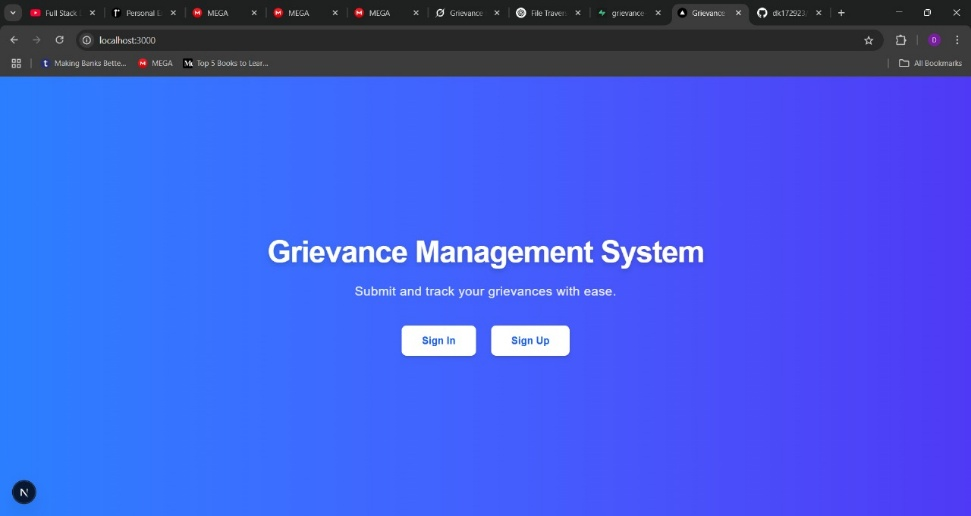 Full Stack
Personal E
MEGA
MEGA
MEGA
Grievance
File Traver
grievance
Grievance
dk172923
localhost:3000
Making Banks Bette...
MEGA
Top 5 Books to Lear...
All Bookmarks
Grievance Management System
Submit and track your grievances with ease.
Sign In
Sign Up
N